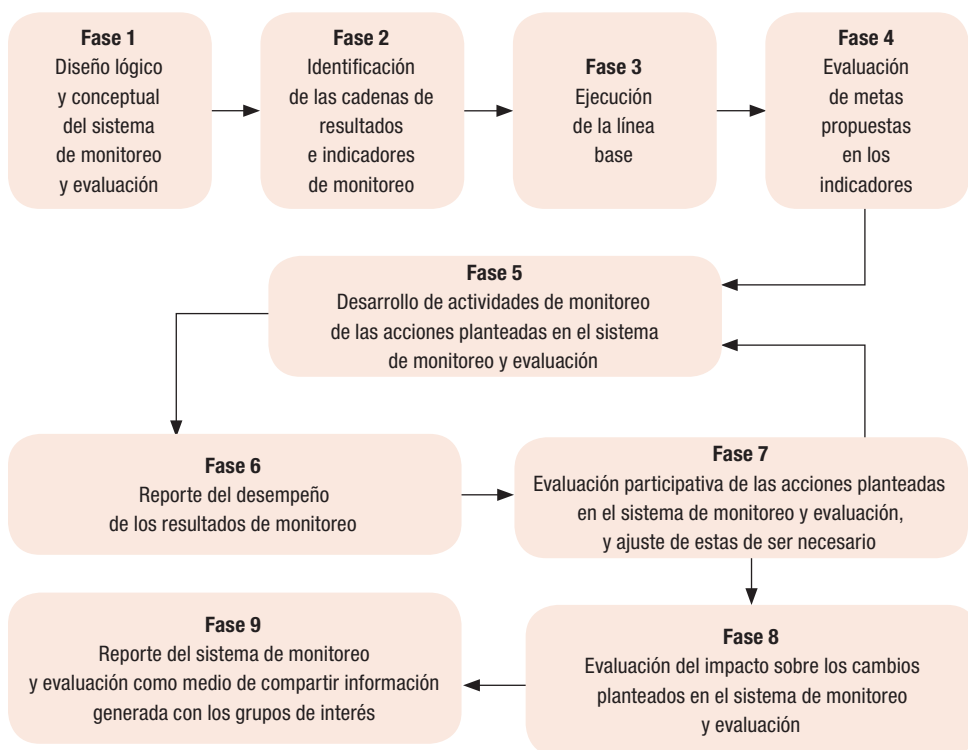 Fase 1
Diseño lógico
y conceptual
del sistema
de monitoreo
y evaluación
Fase 2
Identificación
de las cadenas de
resultados
e indicadores
de monitoreo
Fase 3
Ejecución
de la línea
base
Fase 4
Evaluación
de metas
propuestas
en los
indicadores
Fase 5
Desarrollo de actividades de monitoreo
de las acciones planteadas en el sistema
de monitoreo y evaluación
Fase 6
Reporte del desempeño
de los resultados de monitoreo
Fase 7
Evaluación participativa de las acciones planteadas
en el sistema de monitoreo y evaluación,
y ajuste de estas de ser necesario
Fase 8
Evaluación del impacto sobre los cambios
planteados en el sistema de monitoreo
y evaluación
Fase 9
Reporte del sistema de monitoreo
y evaluación como medio de compartir información
generada con los grupos de interés